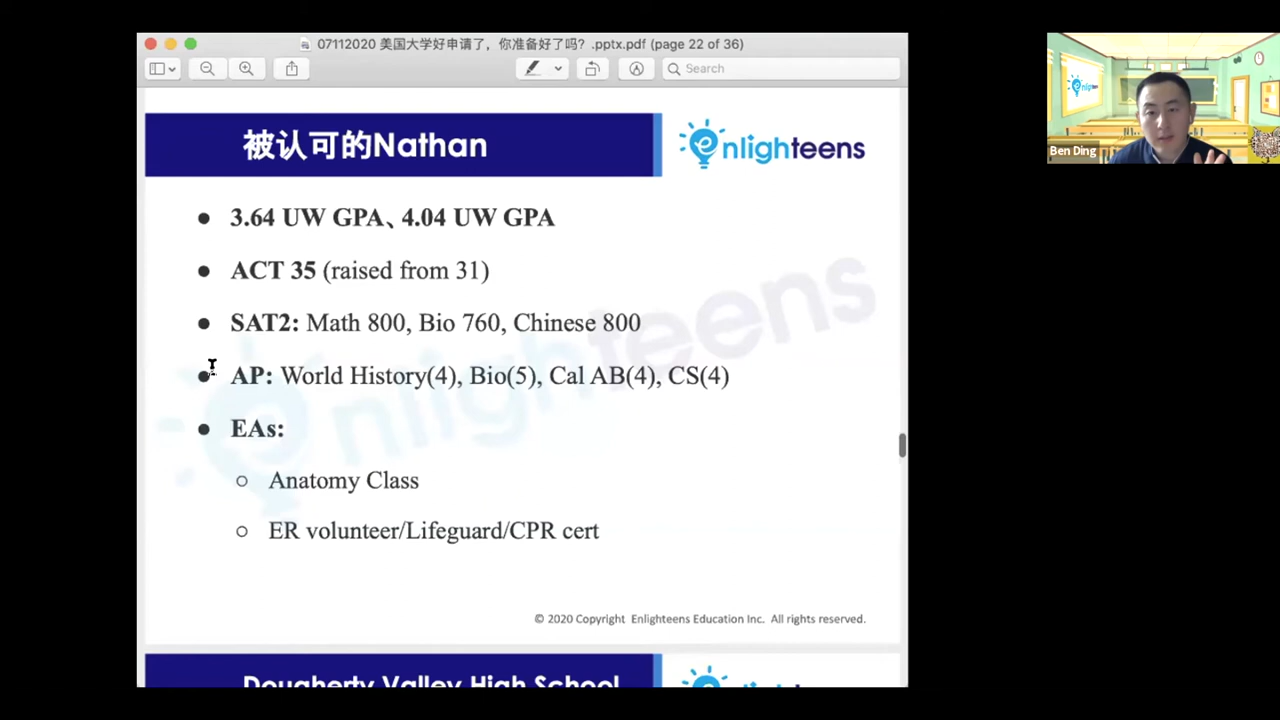 07112020 美国大学好申请了，你准备好了吗？.pptx.pdf (page 22 of 36)
Search
被认可的Nathan
enlighteens
● 3.64 UW GPA、4.04 UW GPA
● ACT 35 (raised from 31)
● SAT2: Math 800, Bio 760, Chinese 800
● AP: World History(4), Bio(5), Cal AB(4), CS(4)
● EAs:
○ Anatomy Class
○ ER volunteer/Lifeguard/CPR cert
enlighteens
© 2020 Copyright Enlighteens Education Inc. All rights reserved.
Dougherty Valley High School
Ben Ding